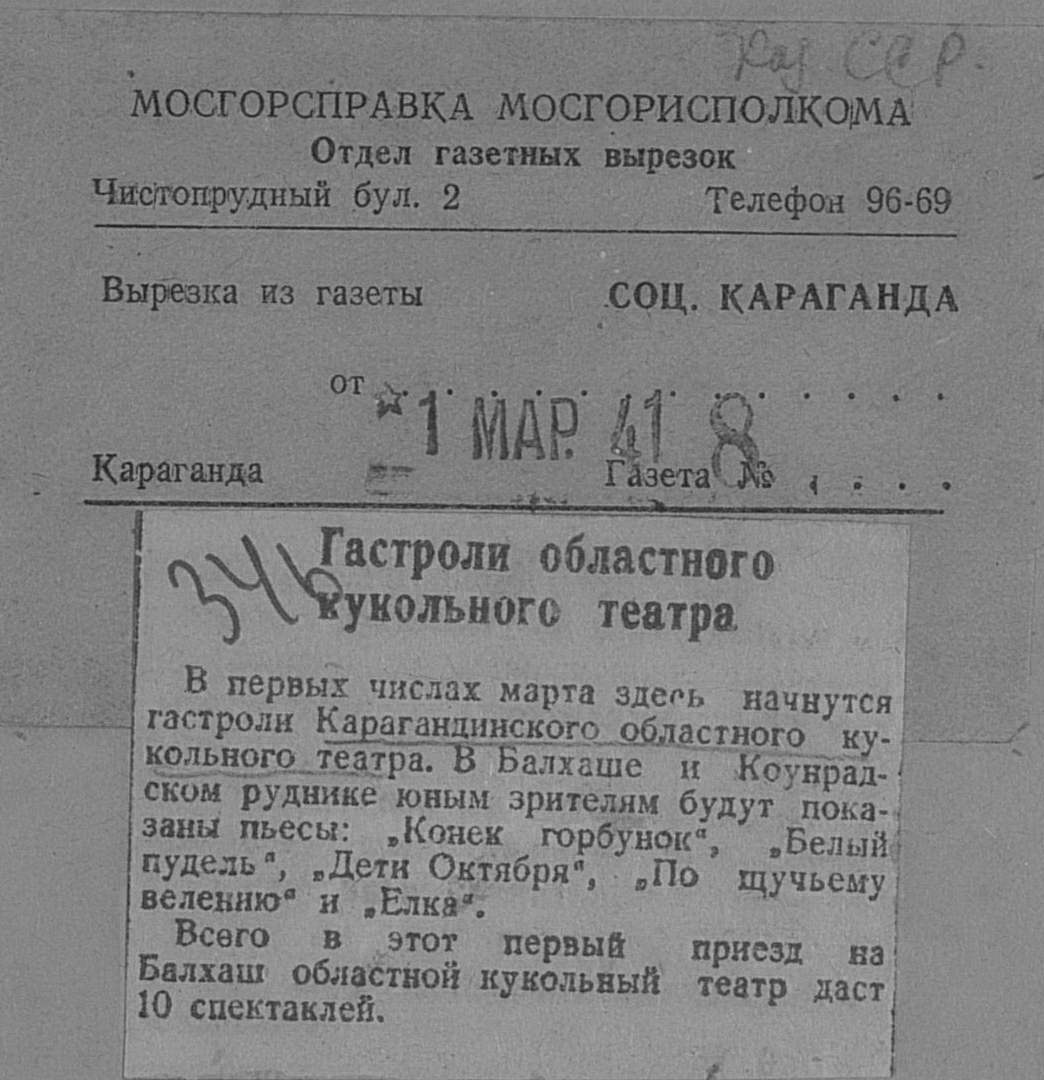 Каз ССР.
МОСГОРСПРАВКА МОСГОРИСПОЛКОМА
Отдел газетных вырезок
Чистопрудный бул. 2 Телефон 96-69
Вырезка из газеты СОЦ. КАРАГАНДА
от 1 МАР. 41 8
Караганда Газета №
Гастроли областного
кукольного театра
В первых числах марта здесь начнутся
гастроли Карагандинского областного ку-
кольного театра. В Балхаше и Коунрад-
ском руднике юным зрителям будут пока-
заны пьесы: „Конек горбунок“, „Белый
пудель“, „Дети Октября“, „По щучьему
велению“ и „Елка“.
Всего в этот первый приезд на
Балхаш областной кукольный театр даст
10 спектаклей.